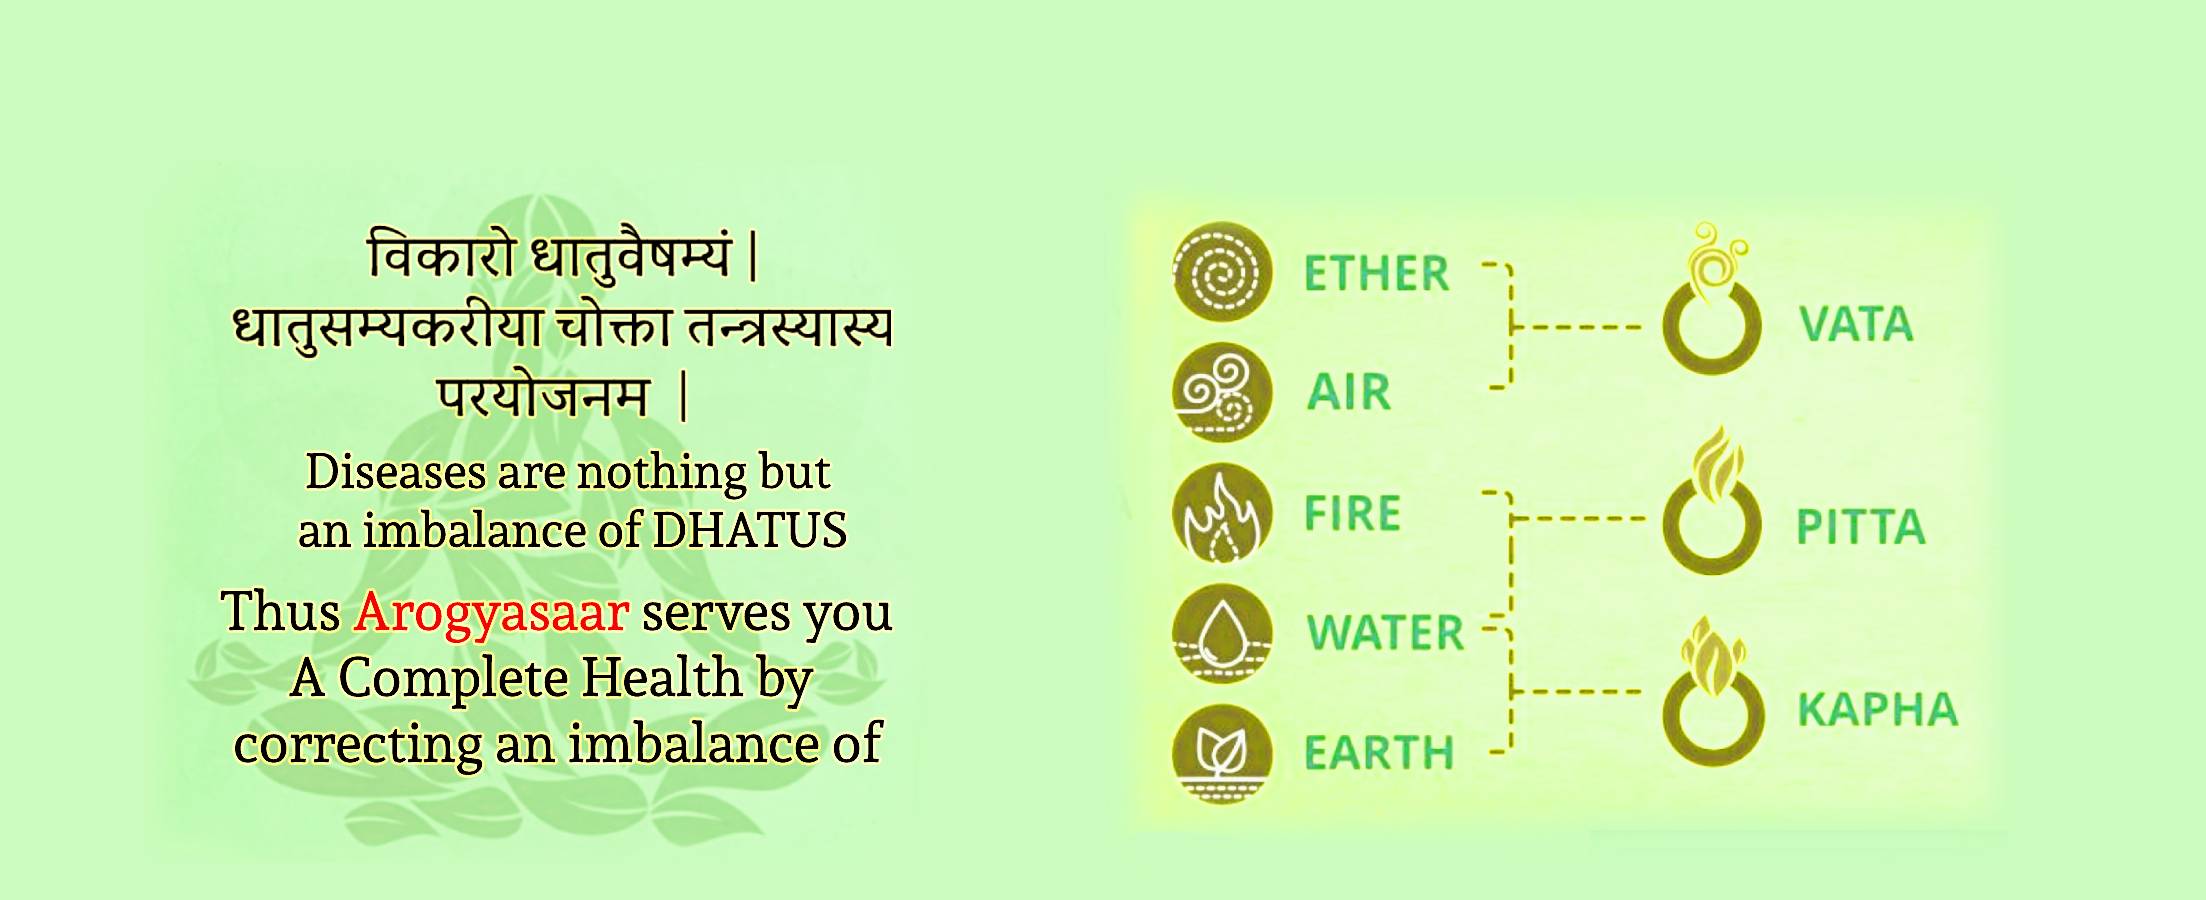 विकारो धातुवैषम्यं |
धातुसम्यकरीया चोक्ता तन्त्रस्यास्य
परयोजनम |
Diseases are nothing but
an imbalance of DHATUS
Thus Arogyasaar serves you
A Complete Health by
correcting an imbalance of
ETHER
AIR
FIRE
WATER
EARTH
VATA
PITTA
KAPHA